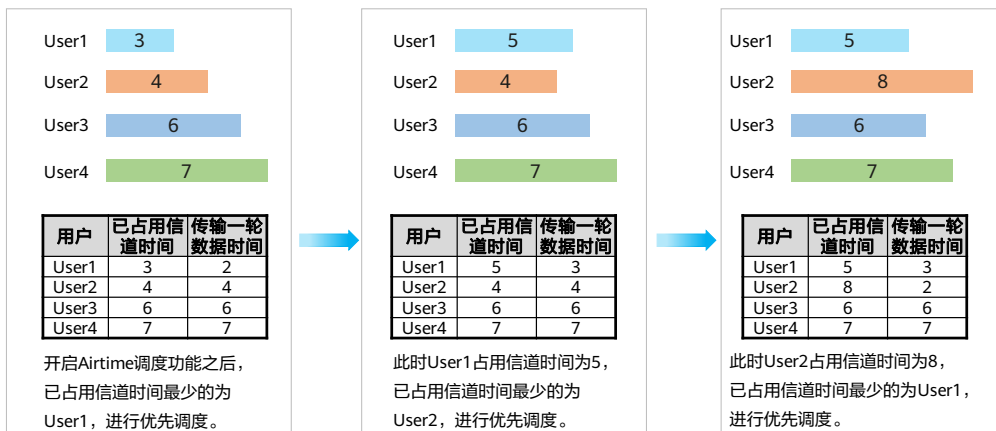 User1 3
User2 4
User3 6
User4 7
用户 已占用信道时间 传输一轮数据时间
User1 3 2
User2 4 4
User3 6 6
User4 7 7
开启Airtime调度功能之后，
已占用信道时间最少的为
User1，进行优先调度。
User1 5
User2 4
User3 6
User4 7
用户 已占用信道时间 传输一轮数据时间
User1 5 3
User2 4 4
User3 6 6
User4 7 7
此时User1占用信道时间为5，
已占用信道时间最少的为
User2，进行优先调度。
User1 5
User2 8
User3 6
User4 7
用户 已占用信道时间 传输一轮数据时间
User1 5 3
User2 8 2
User3 6 6
User4 7 7
此时User2占用信道时间为8，
已占用信道时间最少的为User1，
进行优先调度。